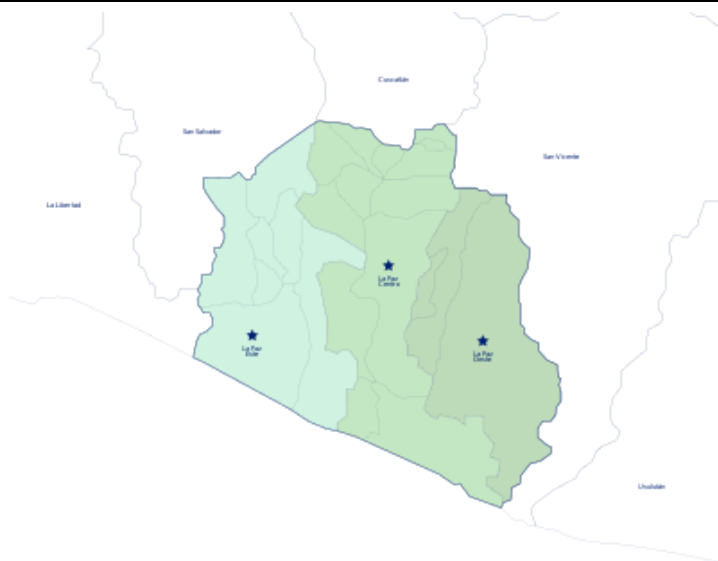 Cuscatlán
San Salvador
San Vicente
La Libertad
La Paz
Centro
La Paz
Este
La Paz
Oeste
Usulután